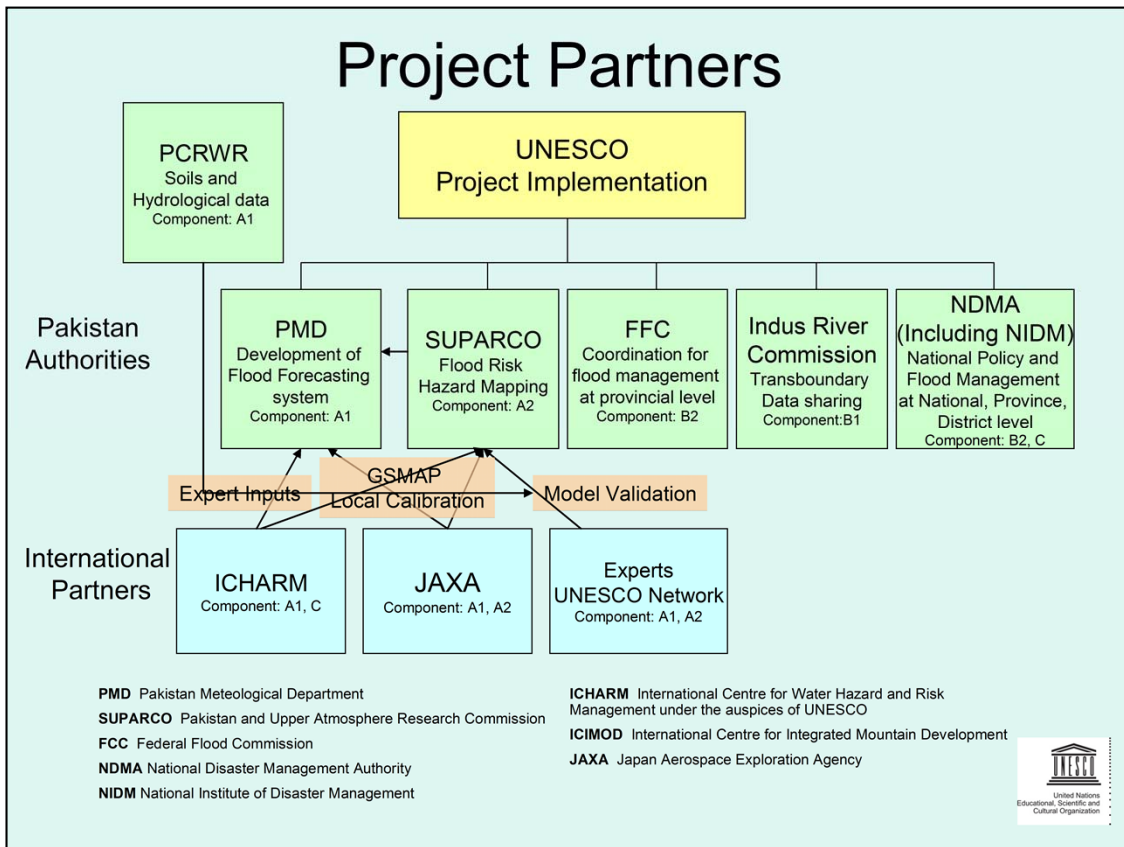 Project Partners
PCRWR
Soils and
Hydrological data
Component: A1
UNESCO
Project Implementation
Pakistan
Authorities
PMD
Development of
Flood Forecasting
system
Component: A1
SUPARCO
Flood Risk
Hazard Mapping
Component: A2
FFC
Coordination for
flood management
at provincial level
Component: B2
Indus River
Commission
Transboundary
Data sharing
Component:B1
NDMA
(Including NIDM)
National Policy and
Flood Management
at National, Province,
District level
Component: B2, C
Expert Inputs
GSMAP
Local Calibration
Model Validation
International
Partners
ICHARM
Component: A1, C
JAXA
Component: A1, A2
Experts
UNESCO Network
Component: A1, A2
PMD Pakistan Meteological Department
SUPARCO Pakistan and Upper Atmosphere Research Commission
FCC Federal Flood Commission
NDMA National Disaster Management Authority
NIDM National Institute of Disaster Management
ICHARM International Centre for Water Hazard and Risk
Management under the auspices of UNESCO
ICIMOD International Centre for Integrated Mountain Development
JAXA Japan Aerospace Exploration Agency
UNESCO
United Nations
Educational, Scientific and
Cultural Organization